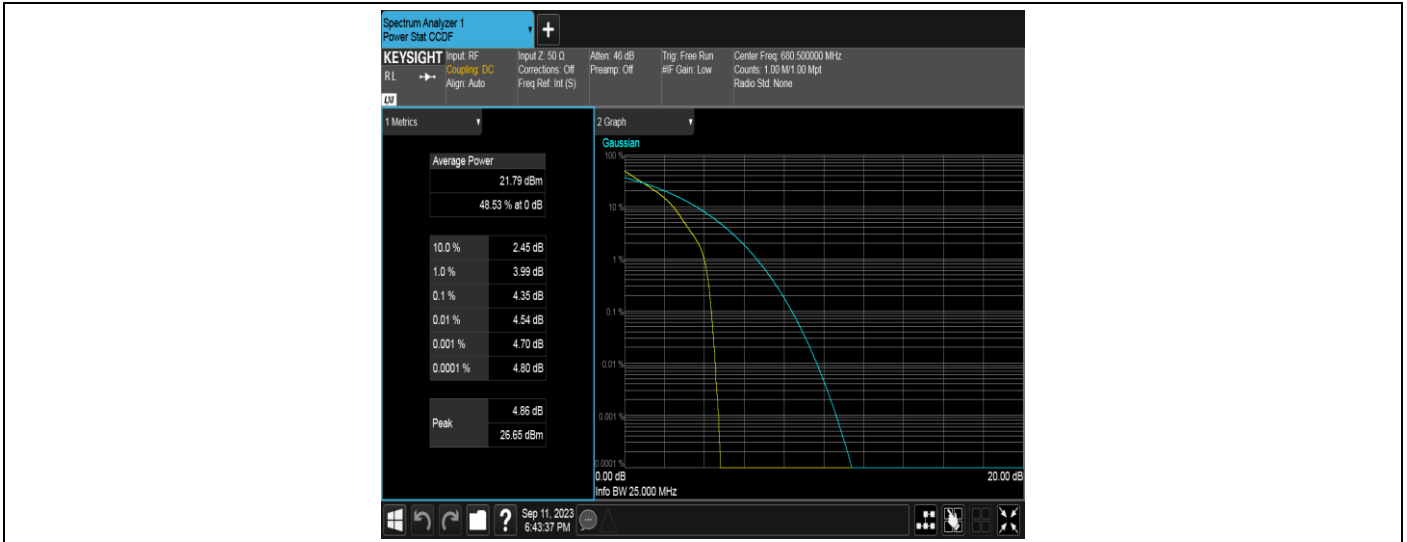 Spectrum Analyzer 1
Power Stat CCDF
+
KEYSIGHT Input: RF Input Z: 50 Ω Atten: 46 dB Trig: Free Run Center Freq: 680.500000 MHz
RL Coupling: DC Corrections: Off Preamp: Off #IF Gain: Low Counts: 1.00 M/1.00 Mpt
Align: Auto Freq Ref: Int (S) Radio Std: None
LXI
1 Metrics
Average Power
21.79 dBm
48.53 % at 0 dB
10.0 % 2.45 dB
1.0 % 3.99 dB
0.1 % 4.35 dB
0.01 % 4.54 dB
0.001 % 4.70 dB
0.0001 % 4.80 dB
Peak 4.86 dB
26.65 dBm
2 Graph
Gaussian
100 %
10 %
1 %
0.1 %
0.01 %
0.001 %
0.0001 %
0.00 dB 20.00 dB
Info BW 25.000 MHz
? Sep 11, 2023
6:43:37 PM